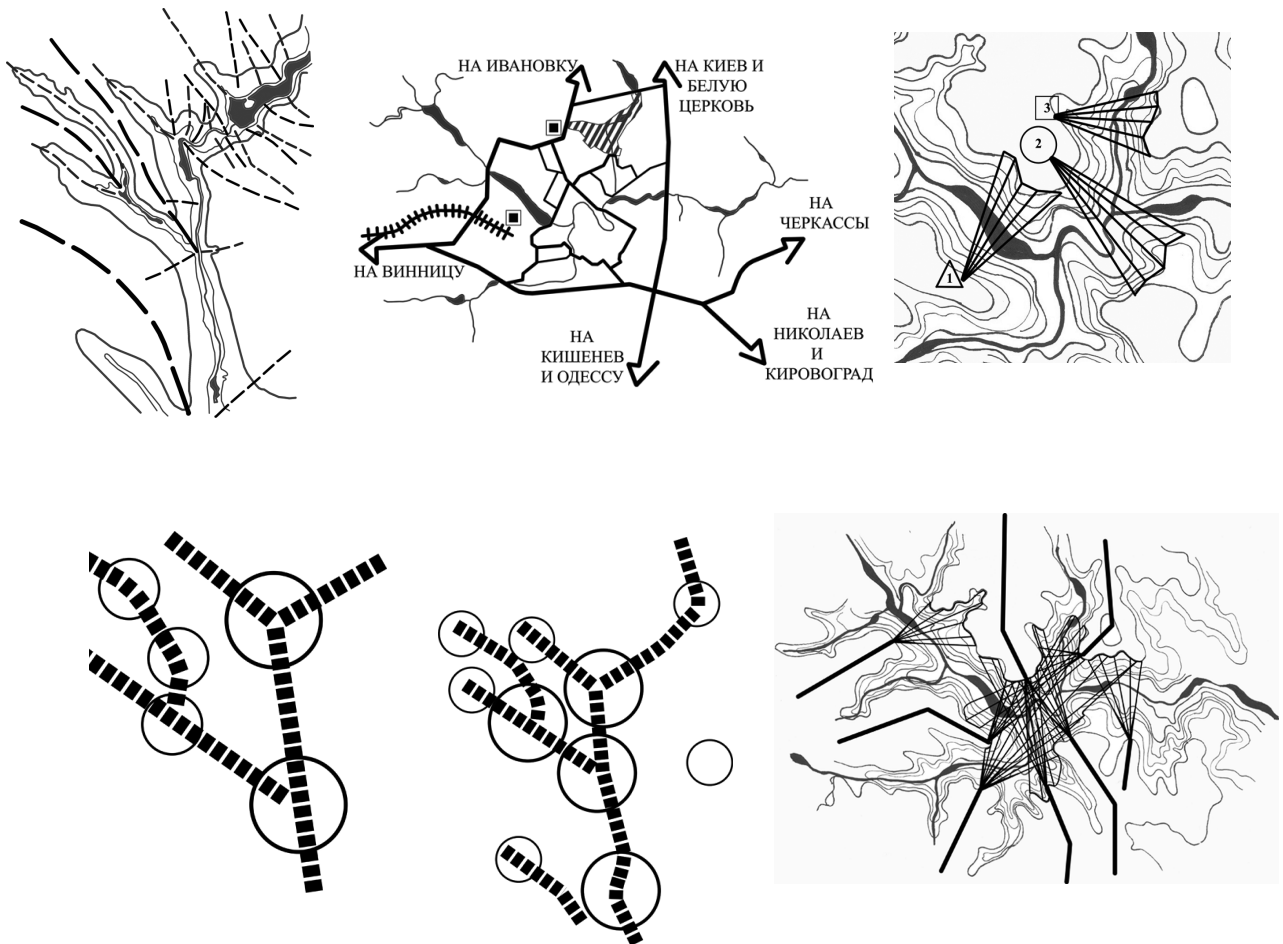 НА ИВАНОВКУ
НА КИЕВ И
БЕЛУЮ
ЦЕРКОВЬ
НА
ЧЕРКАССЫ
НА ВИННИЦУ
НА
КИШЕНЕВ
И ОДЕССУ
НА
НИКОЛАЕВ
И
КИРОВОГРАД
3
2
1